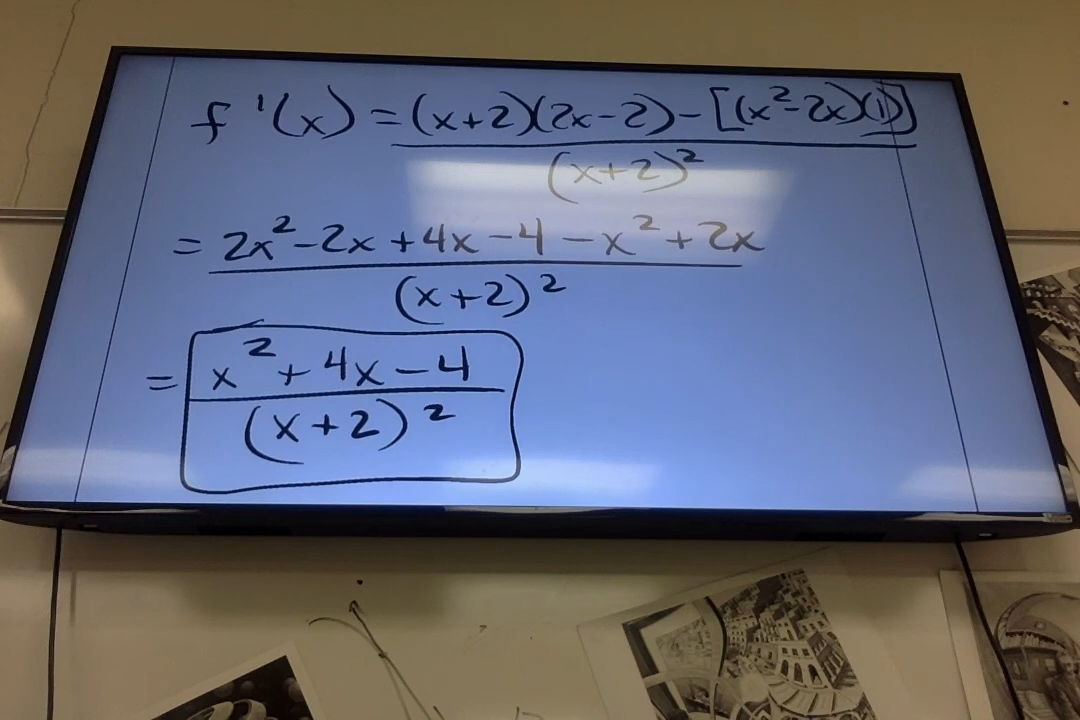 f'(x) = (x+2)(2x-2) - [(x²-2x)(1)]
(x+2)²
= 2x²-2x+4x-4-x²+2x
(x+2)²
= x²+4x-4
(x+2)²